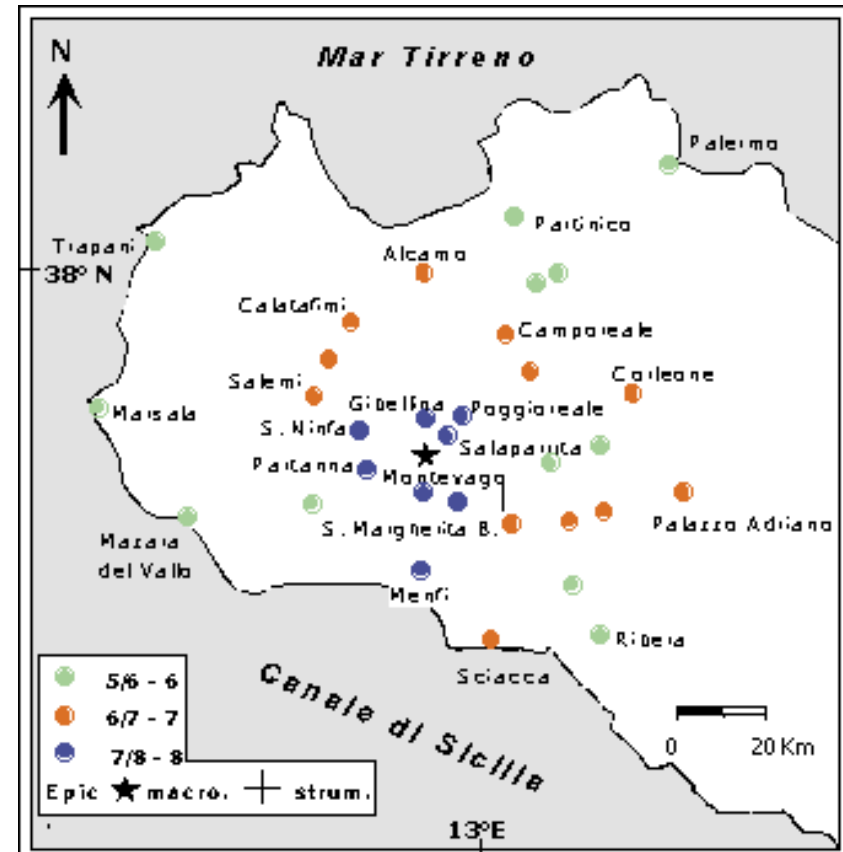 Mar Tirreno
N
Palermo
Partinico
Trapani
Alcamo
38° N
Calatafimi
Camporeale
Corleone
Salemi
Gibellina
Poggioreale
Marsala
S. Ninfa
Salaparuta
Partanna
Montevago
S. Margherita B.
Palazzo Adriano
Mazara
del Vallo
Menfi
Ribera
Sciacca
Canale di Sicilia
5/6 - 6
6/7 - 7
7/8 - 8
Epic ★ macro. + strum.
0 20 Km
13°E